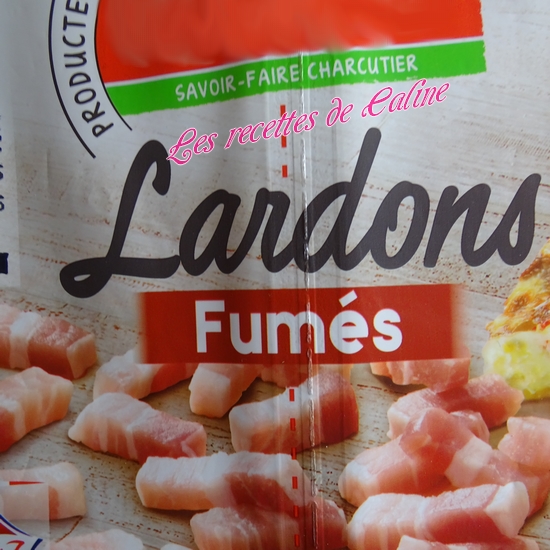 PRODUCTE
SAVOIR-FAIRE CHARCUTIER
Les recettes de Caline
Lardons
Fumés